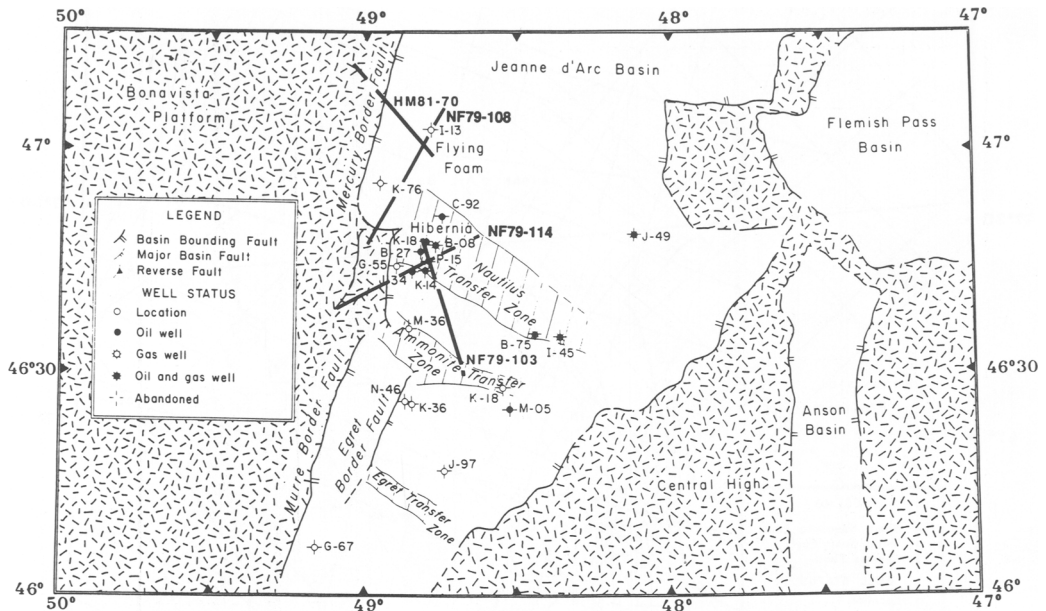 50°
49°
48°
47°
Jeanne d'Arc Basin
Bonavista
Platform
HM81-70
NF79-108
I-13
Mercury Border Fault
Flying
Foam
Flemish Pass
Basin
47°
47°
K-76
C-92
LEGEND
Basin Bounding Fault
Major Basin Fault
Reverse Fault
WELL STATUS
Location
Oil well
Gas well
Oil and gas well
Abandoned
Hibernia
NF79-114
K-18
B-08
B-27
P-15
G-55
K-14
J-49
Nautilus
Transfer Zone
M-36
B-75
I-45
Ammonite Transfer
Zone
NF79-103
46°30
46°30
K-18
M-05
N-46
K-36
Murre Border Fault
Egret
Border Fault
Anson
Basin
J-97
Central High
Egret Transfer
Zone
G-67
46°
46°
50°
49°
48°
47°